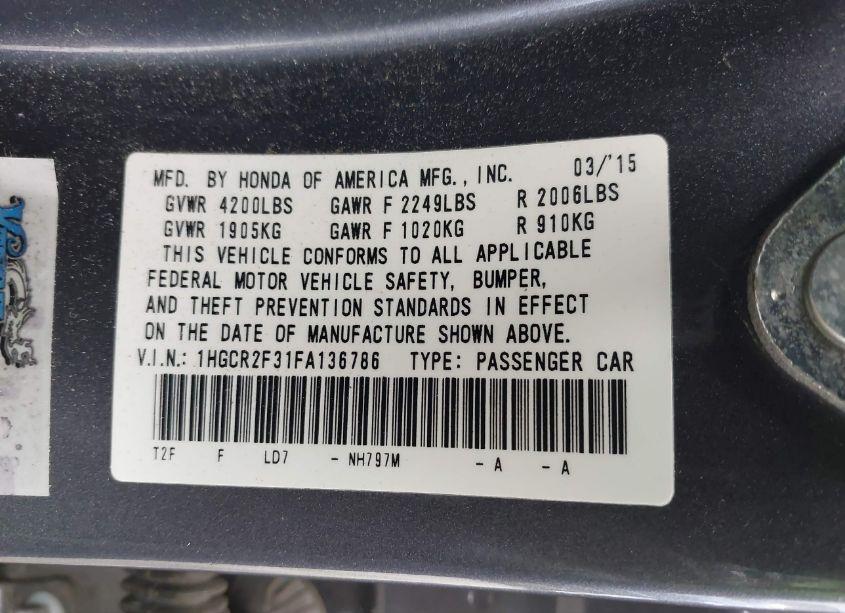 MFD. BY HONDA OF AMERICA MFG., INC. 03/'15
GVWR 4200LBS GAWR F 2249LBS R 2006LBS
GVWR 1905KG GAWR F 1020KG R 910KG
THIS VEHICLE CONFORMS TO ALL APPLICABLE
FEDERAL MOTOR VEHICLE SAFETY, BUMPER,
AND THEFT PREVENTION STANDARDS IN EFFECT
ON THE DATE OF MANUFACTURE SHOWN ABOVE.
V.I.N.: 1HGCR2F31FA136786 TYPE: PASSENGER CAR
T2F F LD7 - NH797M - A - A